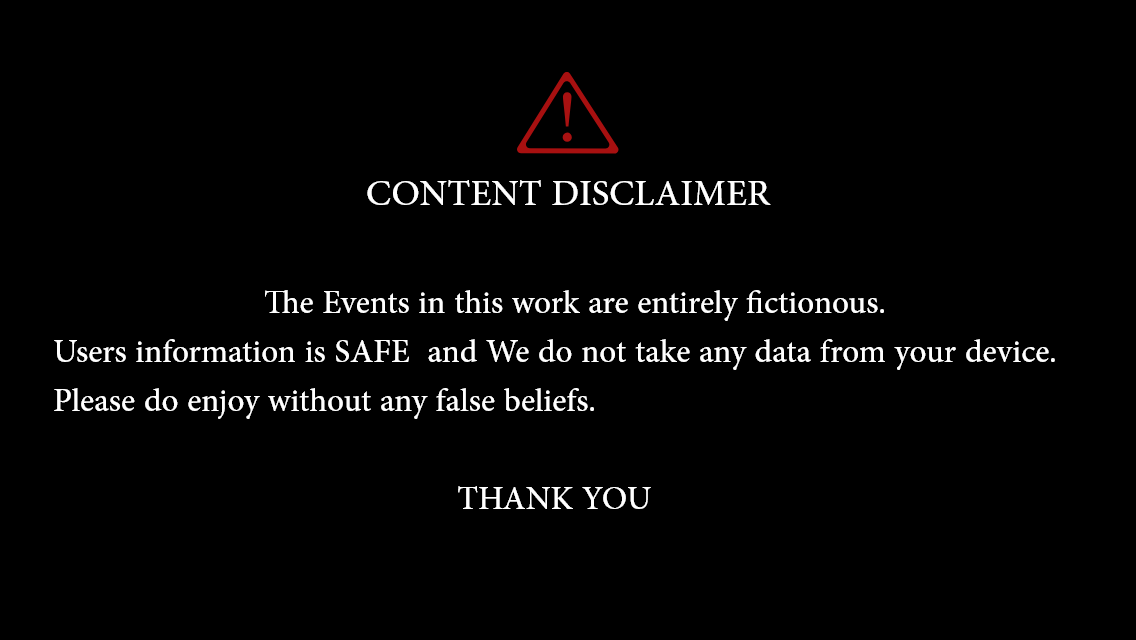 CONTENT DISCLAIMER
The Events in this work are entirely fictionous.
Users information is SAFE  and We do not take any data from your device.
Please do enjoy without any false beliefs.
THANK YOU